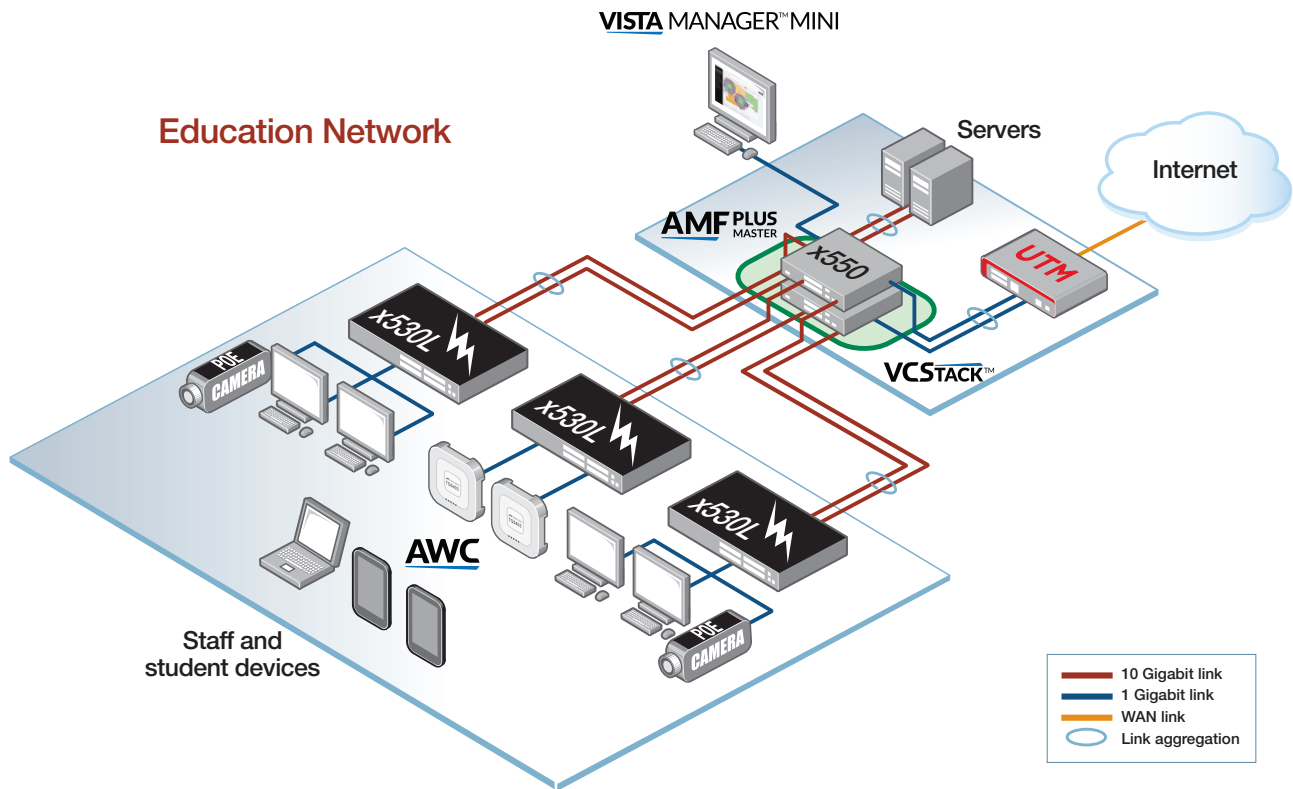 VISTA MANAGER™ MINI
Education Network
Servers
Internet
AMF PLUS
MASTER
x550
UTM
VCSTACK™
x530L
POE
CAMERA
x530L
x530L
AWC
POE
CAMERA
Staff and
student devices
10 Gigabit link
1 Gigabit link
WAN link
Link aggregation